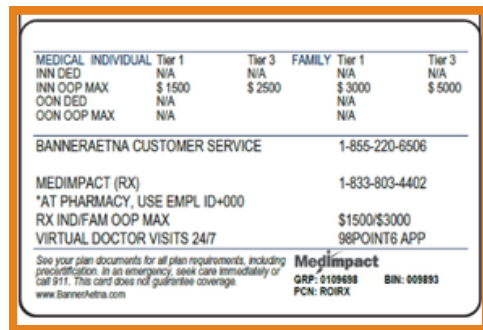 MEDICAL INDIVIDUAL Tier 1 Tier 3 FAMILY Tier 1 Tier 3
INN DED N/A N/A N/A N/A
INN OOP MAX $ 1500 $ 2500 $ 3000 $ 5000
OON DED N/A N/A
OON OOP MAX N/A N/A
BANNERAETNA CUSTOMER SERVICE 1-855-220-6506
MEDIMPACT (RX) 1-833-803-4402
*AT PHARMACY, USE EMPL ID+000
RX IND/FAM OOP MAX $1500/$3000
VIRTUAL DOCTOR VISITS 24/7 98POINT6 APP
See your plan documents for all plan requirements, including
precertification. In an emergency, seek care immediately or
call 911. This card does not guarantee coverage.
www.BannerAetna.com
Medimpact
GRP: 0109698 BIN: 009893
PCN: ROIRX